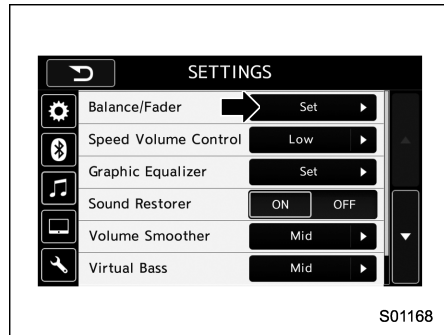 SETTINGS
Balance/Fader Set
Speed Volume Control Low
Graphic Equalizer Set
Sound Restorer ON OFF
Volume Smoother Mid
Virtual Bass Mid
S01168